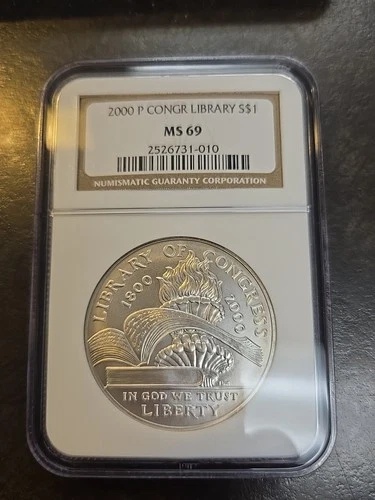 2000 P CONGR LIBRARY S$1
MS 69
2526731-010
NUMISMATIC GUARANTY CORPORATION
LIBRARY OF CONGRESS
1800 2000
IN GOD WE TRUST
LIBERTY